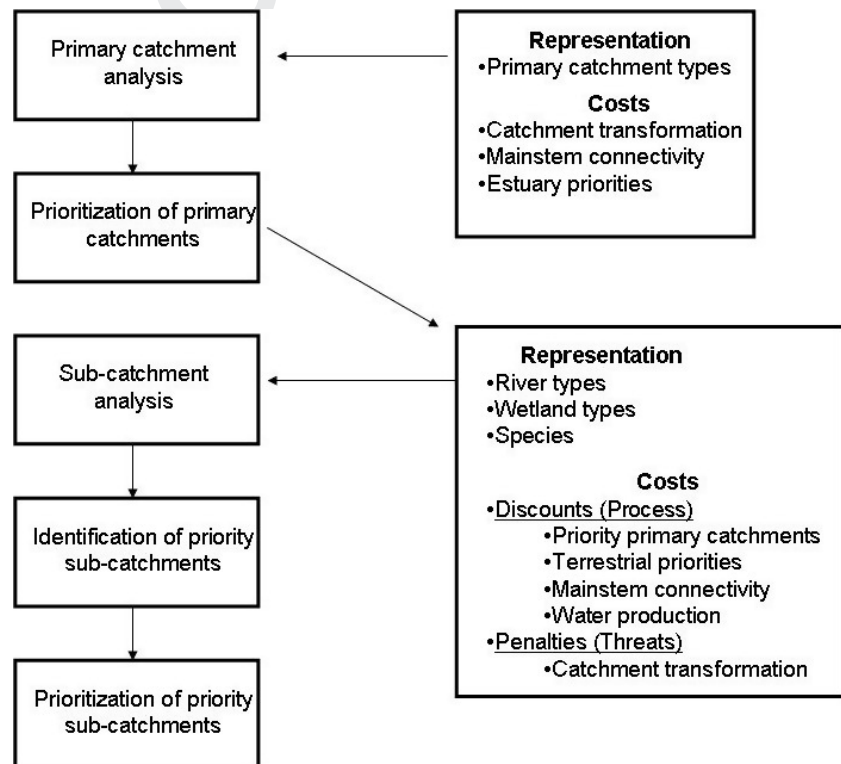 Primary catchment
analysis
Representation
•Primary catchment types
Costs
•Catchment transformation
•Mainstem connectivity
•Estuary priorities
Prioritization of primary
catchments
Sub-catchment
analysis
Representation
•River types
•Wetland types
•Species
Costs
•Discounts (Process)
•Priority primary catchments
•Terrestrial priorities
•Mainstem connectivity
•Water production
•Penalties (Threats)
•Catchment transformation
Identification of priority
sub-catchments
Prioritization of priority
sub-catchments